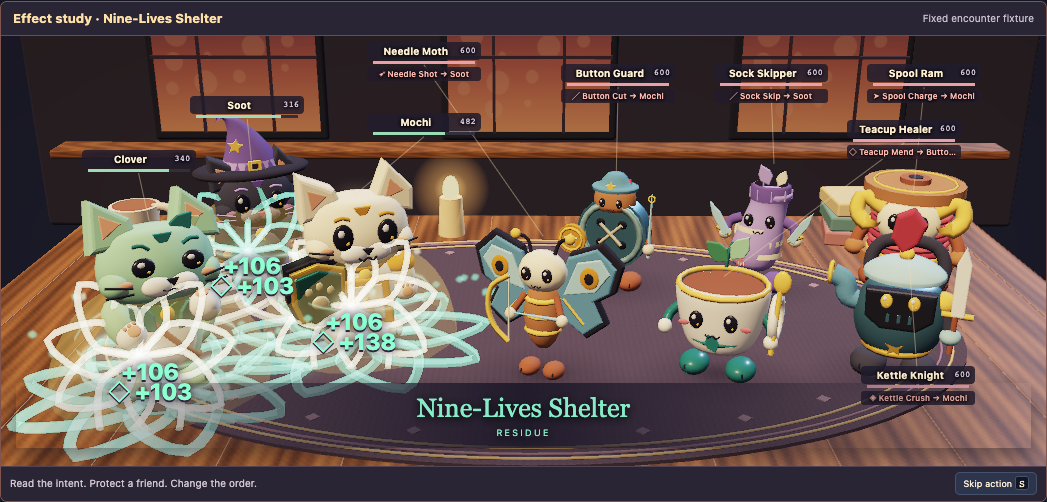 Effect study · Nine-Lives Shelter
Fixed encounter fixture
Needle Moth 600
Needle Shot → Soot
Button Guard 600
Button Cut → Mochi
Sock Skipper 600
Sock Skip → Soot
Spool Ram 600
Spool Charge → Mochi
Soot 316
Mochi 482
Teacup Healer 600
Teacup Mend → Butto...
Clover 340
+106
+103
+106
+138
+106
+103
Kettle Knight 600
Kettle Crush → Mochi
Nine-Lives Shelter
RESIDUE
Read the intent. Protect a friend. Change the order.
Skip action S